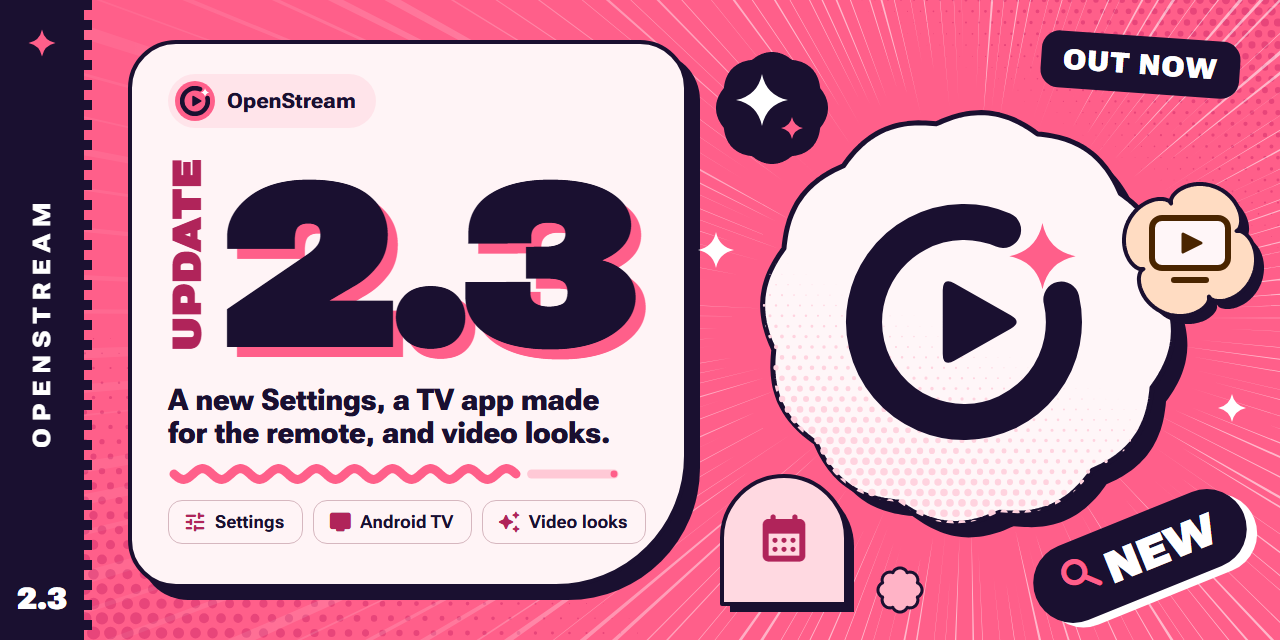 OPENSTREAM
2.3
OpenStream
UPDATE
2.3
A new Settings, a TV app made
for the remote, and video looks.
Settings
Android TV
Video looks
OUT NOW
NEW